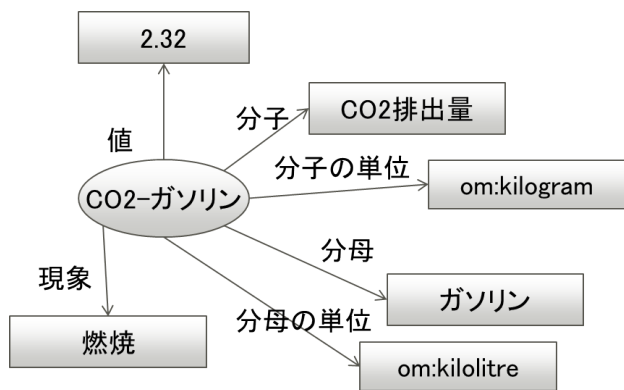 2.32
値
分子
CO2排出量
分子の単位
CO2-ガソリン
om:kilogram
分母
現象
ガソリン
分母の単位
燃焼
om:kilolitre